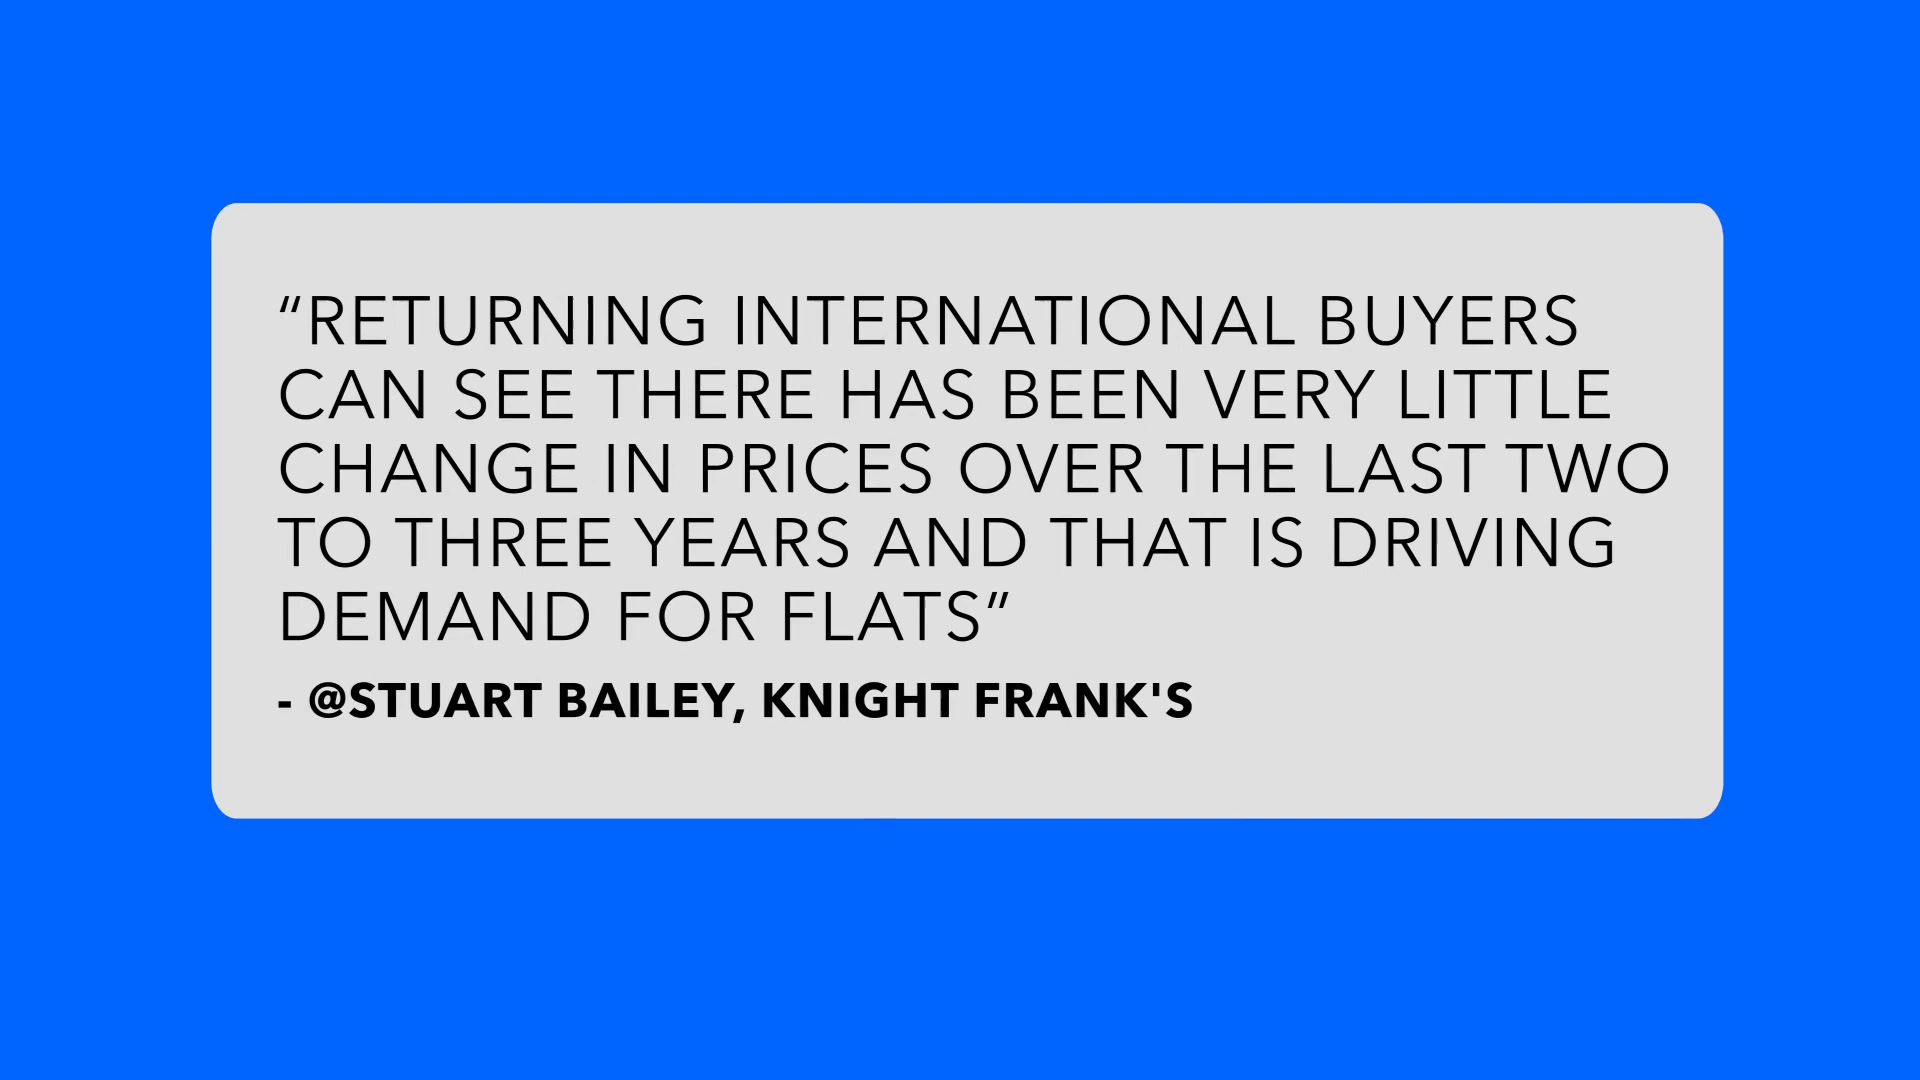 “RETURNING INTERNATIONAL BUYERS
CAN SEE THERE HAS BEEN VERY LITTLE
CHANGE IN PRICES OVER THE LAST TWO
TO THREE YEARS AND THAT IS DRIVING
DEMAND FOR FLATS”
- @STUART BAILEY, KNIGHT FRANK'S